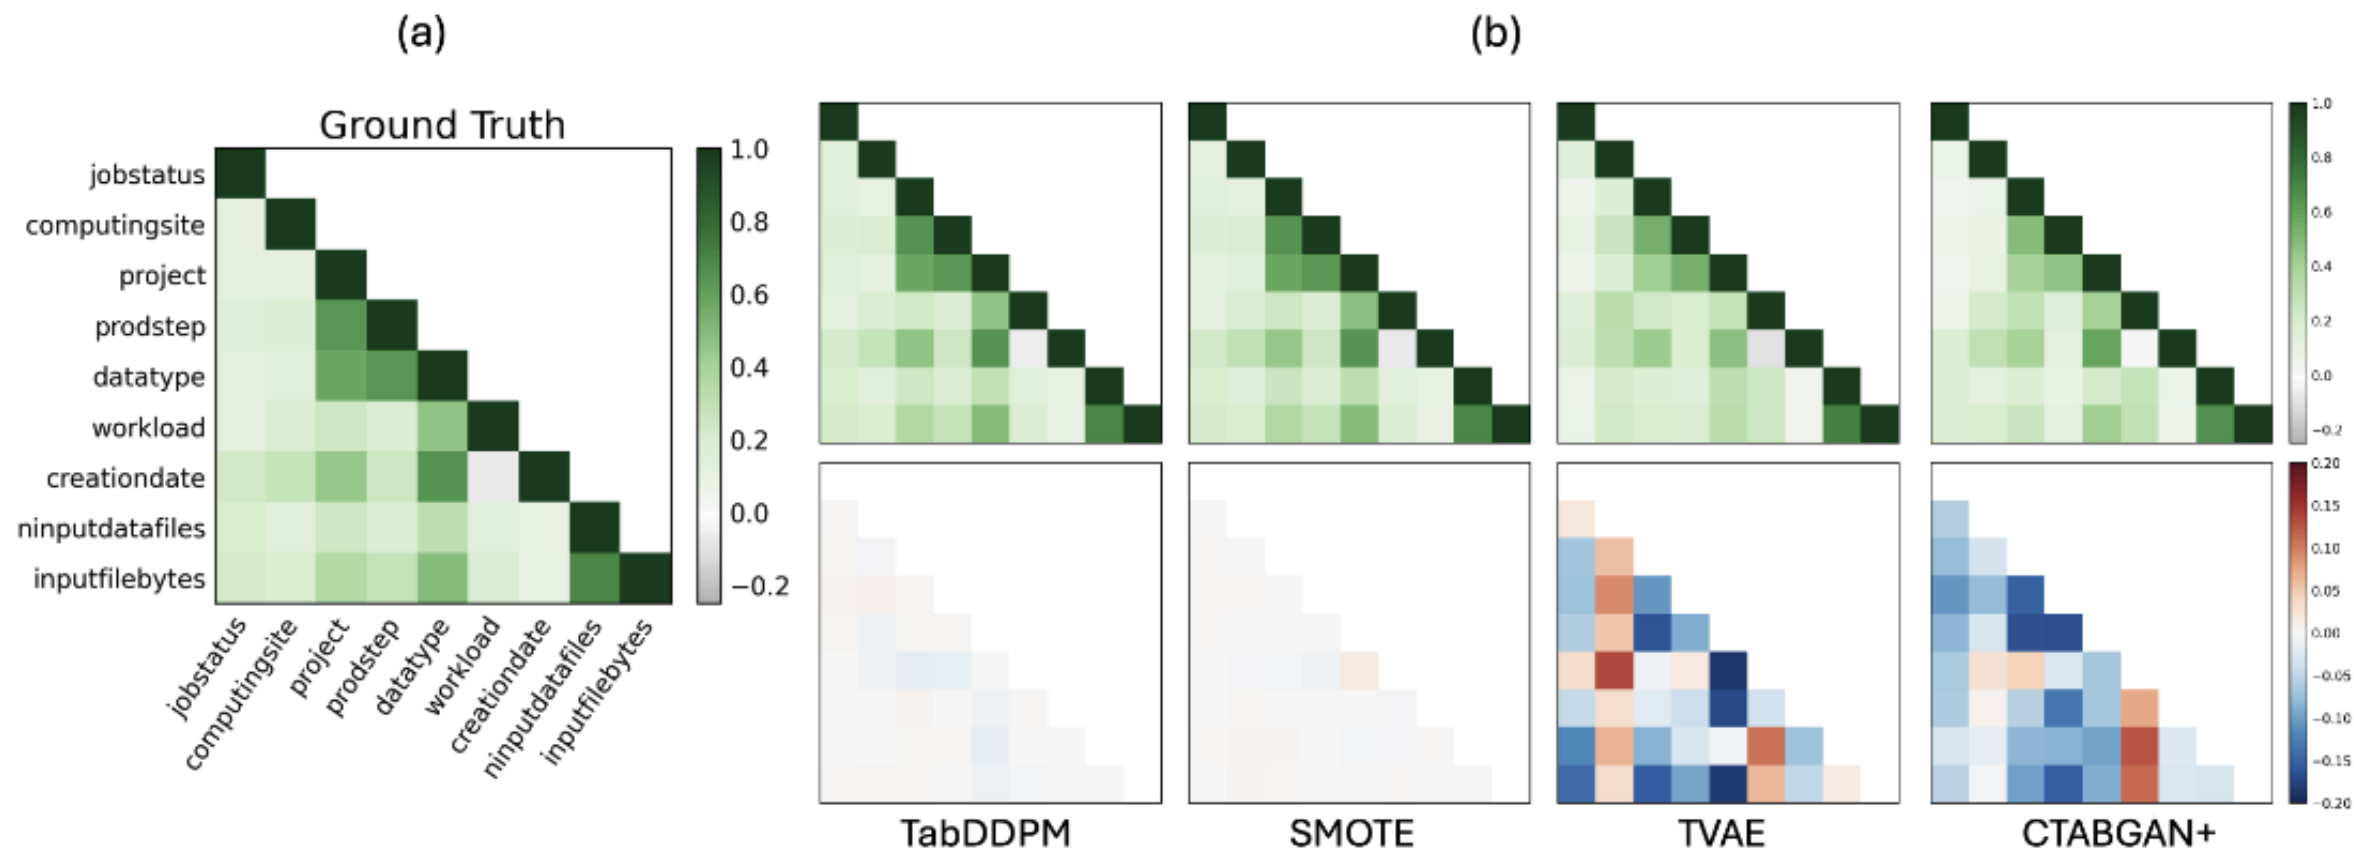 (a)
Ground Truth
jobstatus
computingsite
project
prodstep
datatype
workload
creationdate
ninputdatafiles
inputfilebytes
jobstatus
computingsite
project
prodstep
datatype
workload
creationdate
ninputdatafiles
inputfilebytes
1.0
0.8
0.6
0.4
0.2
0.0
−0.2
(b)
1.0
0.8
0.6
0.4
0.2
0.0
−0.2
0.20
0.15
0.10
0.05
0.00
−0.05
−0.10
−0.15
−0.20
TabDDPM
SMOTE
TVAE
CTABGAN+